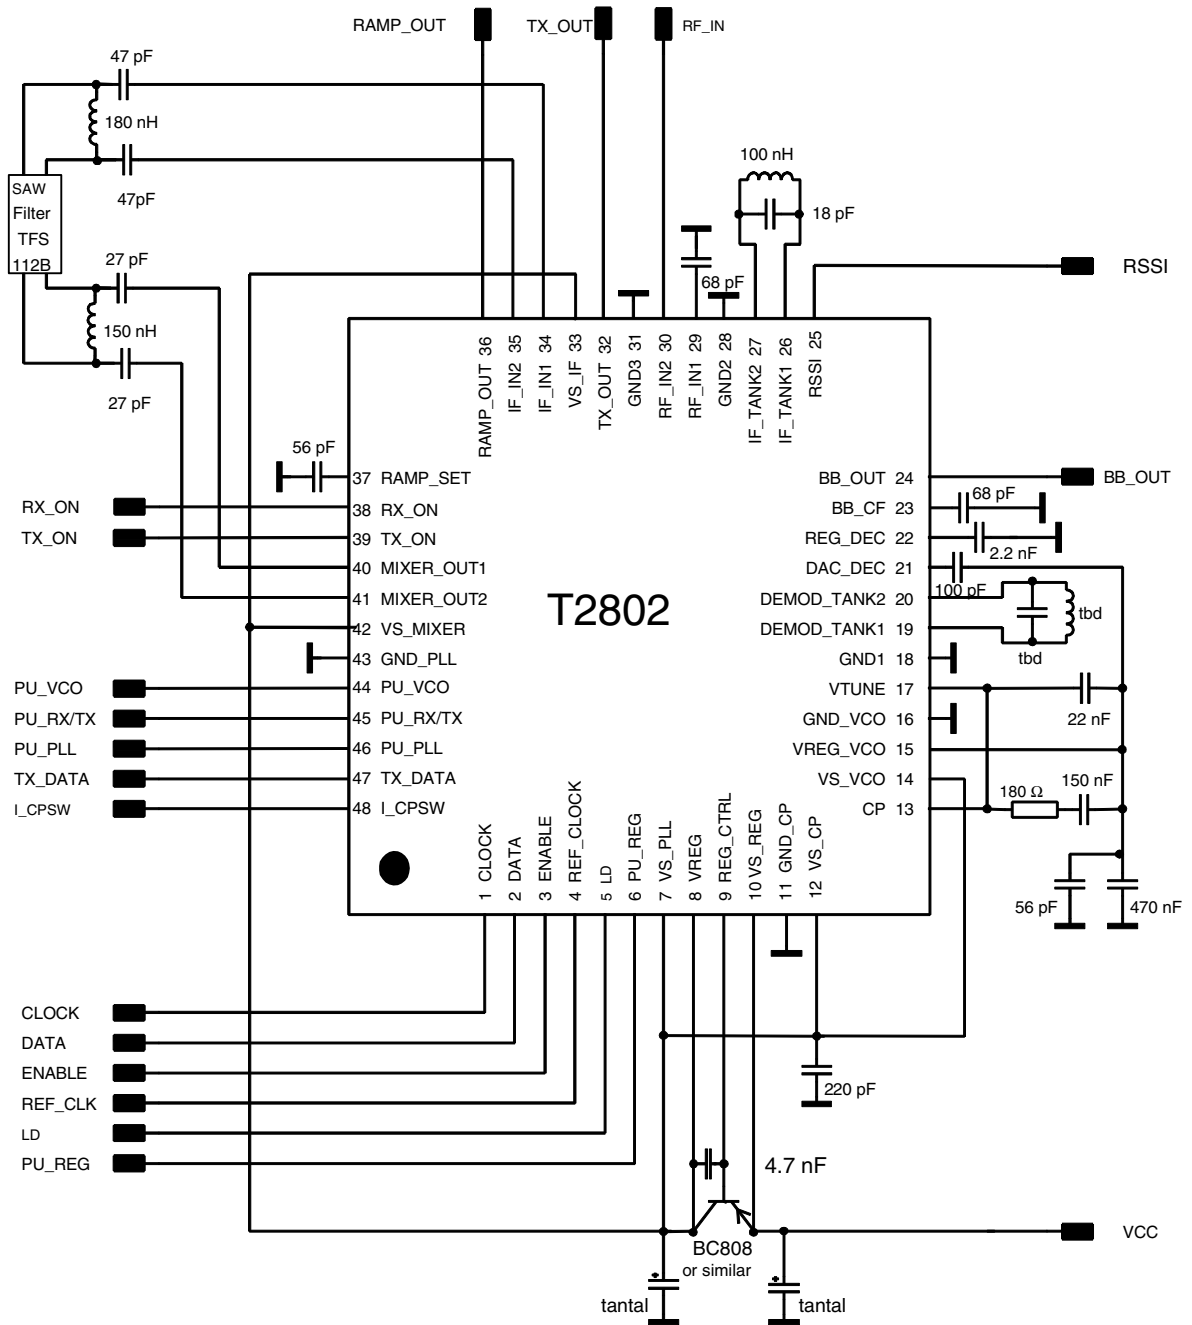 RAMP_OUT
TX_OUT
RF_IN
47 pF
180 nH
47pF
SAW
Filter
TFS
112B
27 pF
150 nH
27 pF
100 nH
18 pF
68 pF
RSSI
RAMP_OUT 36
IF_IN2 35
IF_IN1 34
VS_IF 33
TX_OUT 32
GND3 31
RF_IN2 30
RF_IN1 29
GND2 28
IF_TANK2 27
IF_TANK1 26
RSSI 25
56 pF
37 RAMP_SET
RX_ON
38 RX_ON
TX_ON
39 TX_ON
40 MIXER_OUT1
41 MIXER_OUT2
42 VS_MIXER
43 GND_PLL
PU_VCO
44 PU_VCO
PU_RX/TX
45 PU_RX/TX
PU_PLL
46 PU_PLL
TX_DATA
47 TX_DATA
I_CPSW
48 I_CPSW
T2802
BB_OUT 24
BB_OUT
BB_CF 23
68 pF
REG_DEC 22
2.2 nF
DAC_DEC 21
100 pF
DEMOD_TANK2 20
tbd
DEMOD_TANK1 19
tbd
GND1 18
VTUNE 17
22 nF
GND_VCO 16
VREG_VCO 15
VS_VCO 14
150 nF
180 Ω
CP 13
56 pF
470 nF
1 CLOCK
2 DATA
3 ENABLE
4 REF_CLOCK
5 LD
6 PU_REG
7 VS_PLL
8 VREG
9 REG_CTRL
10 VS_REG
11 GND_CP
12 VS_CP
CLOCK
DATA
ENABLE
REF_CLK
LD
PU_REG
220 pF
4.7 nF
BC808
or similar
VCC
tantal
tantal